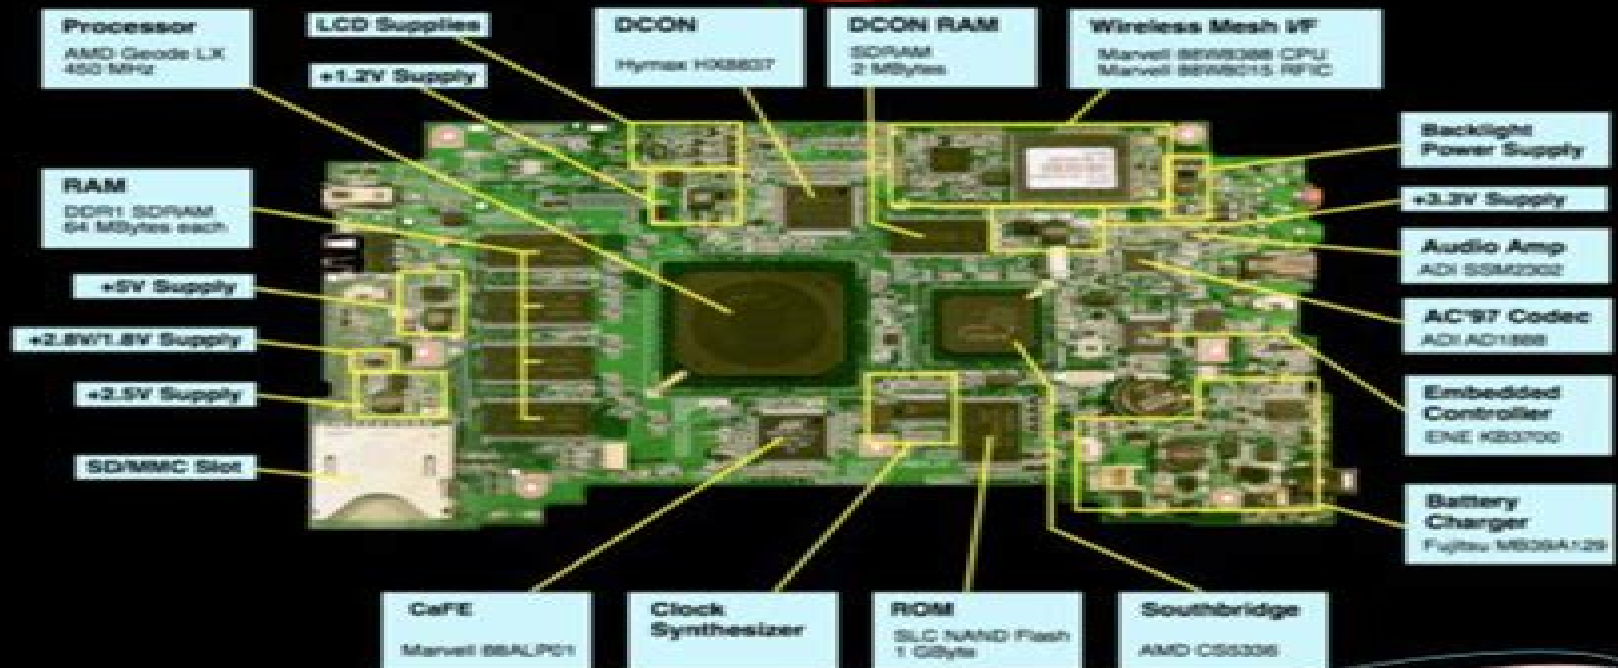 Processor
AMD Geode LX
450 MHz
LCD Supplies
+1.2V Supply
DCON
Hymax
DCON RAM
SDRAM
2 MBytes
Wireless Mesh I/F
Marvell 88W8388 CPU
Marvell 88W8015 RFIC
Backlight
Power Supply
RAM
DDR1 SDRAM
64 MBytes each
+3.3V Supply
Audio Amp
ADI SSM2302
+5V Supply
AC'97 Codec
ADI
+2.8V/1.8V Supply
Embedded
Controller
ENE KB3700
+2.5V Supply
SD/MMC Slot
Battery
Charger
Fujitsu MB39A129
CaFE
Marvell 88ALP01
Clock
Synthesizer
ROM
SLC NAND Flash
1 GByte
Southbridge
AMD CS5336